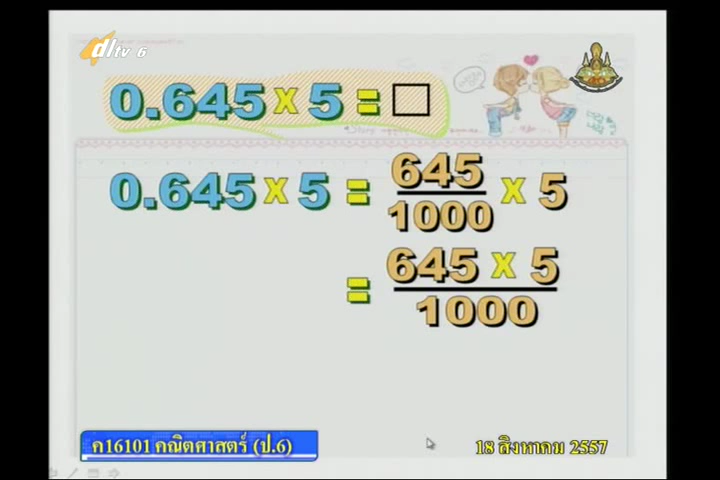 dltv 6
0.645 x 5 = □
0.645 x 5 = 645/1000 x 5
= 645 x 5/1000
ค16101 คณิตศาสตร์ (ป.6)
18 สิงหาคม 2557